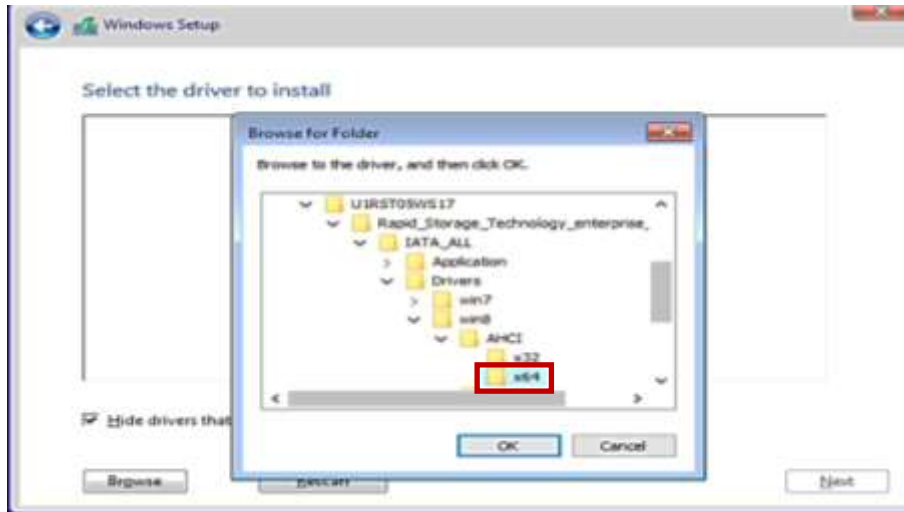 Windows Setup
Select the driver to install
Browse for Folder
Browse to the driver, and then click OK.
U1RST05WS17
Rapid_Storage_Technology_enterprise_
IATA_ALL
Application
Drivers
win7
win8
AHCI
x32
x64
Hide drivers that
OK
Cancel
Browse
Next